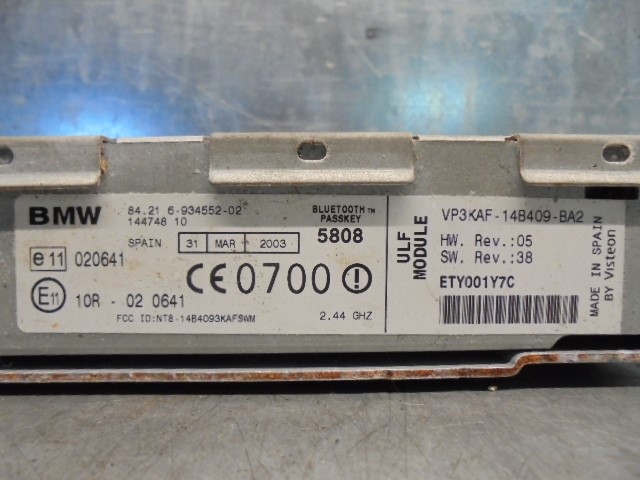 BMW
84.21 6-934552-02
144748 10
BLUETOOTH™
PASSKEY
5808
SPAIN 31 MAR 2003
e 11 020641
CE0700
E11 10R - 02 0641
FCC ID:NT8-14B4093KAFSWM
2.44 GHZ
ULF
MODULE
VP3KAF-14B409-BA2
HW. Rev.:05
SW. Rev.:38
ETY001Y7C
MADE IN SPAIN
BY Visteon